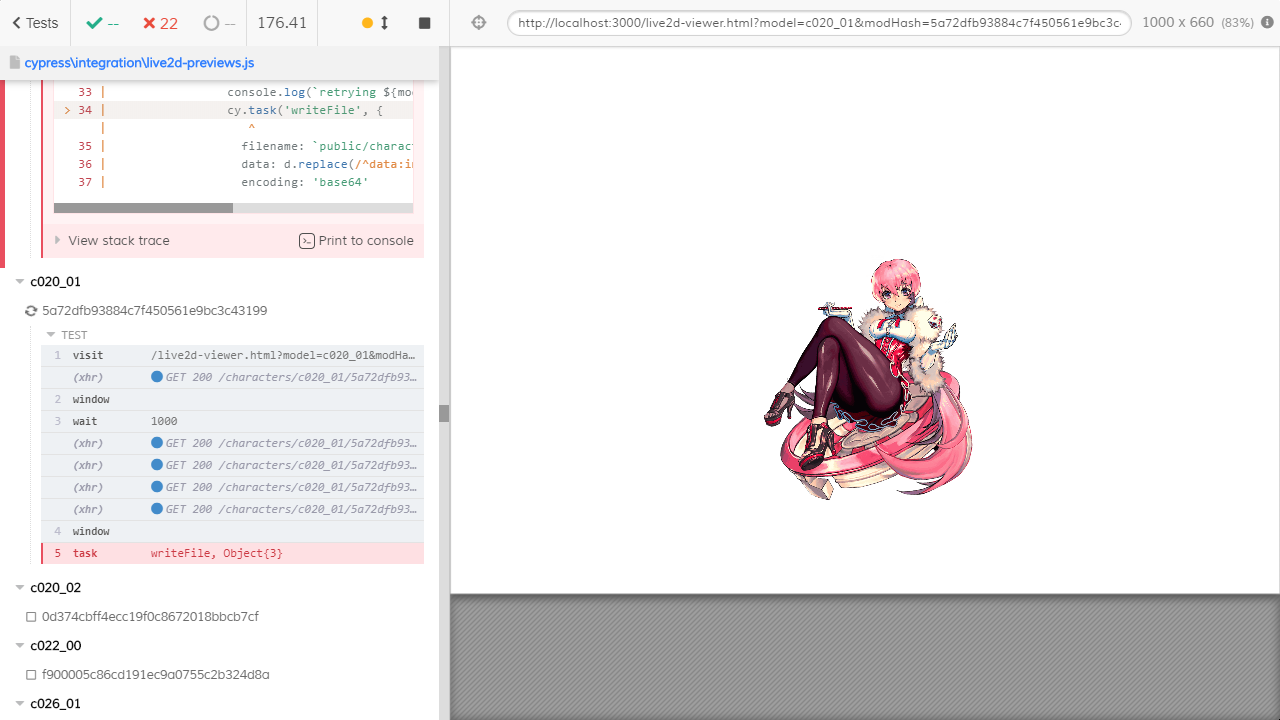 Tests
--
22
--
176.41
http://localhost:3000/live2d-viewer.html?model=c020_01&modHash=5a72dfb93884c7f450561e9bc3c
1000 x 660 (83%)
cypress\integration\live2d-previews.js
33 | console.log(`retrying ${mo
> 34 | cy.task('writeFile', {
| ^
35 | filename: `public/charact
36 | data: d.replace(/^data:i
37 | encoding: 'base64'
View stack trace
Print to console
c020_01
5a72dfb93884c7f450561e9bc3c43199
TEST
1 visit /live2d-viewer.html?model=c020_01&modHa…
(xhr) GET 200 /characters/c020_01/5a72dfb93…
2 window
3 wait 1000
(xhr) GET 200 /characters/c020_01/5a72dfb93…
(xhr) GET 200 /characters/c020_01/5a72dfb93…
(xhr) GET 200 /characters/c020_01/5a72dfb93…
(xhr) GET 200 /characters/c020_01/5a72dfb93…
4 window
5 task writeFile, Object{3}
c020_02
0d374cbff4ecc19f0c8672018bbcb7cf
c022_00
f900005c86cd191ec9a0755c2b324d8a
c026_01